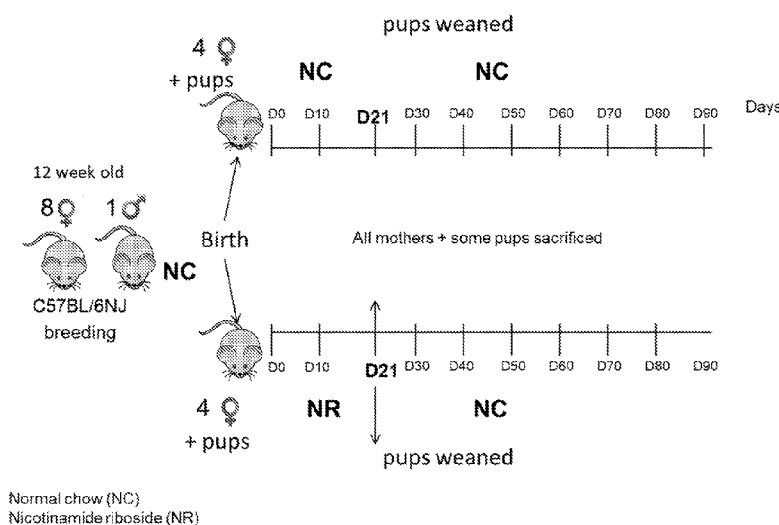 pups weaned
4 ♀
+ pups
NC NC
D0 D10 D21 D30 D40 D50 D60 D70 D80 D90 Days
12 week old
8♀ 1♂
NC
C57BL/6NJ
breeding
Birth
All mothers + some pups sacrificed
D0 D10 D21 D30 D40 D50 D60 D70 D80 D90
4 ♀
+ pups
NR NC
pups weaned
Normal chow (NC)
Nicotinamide riboside (NR)